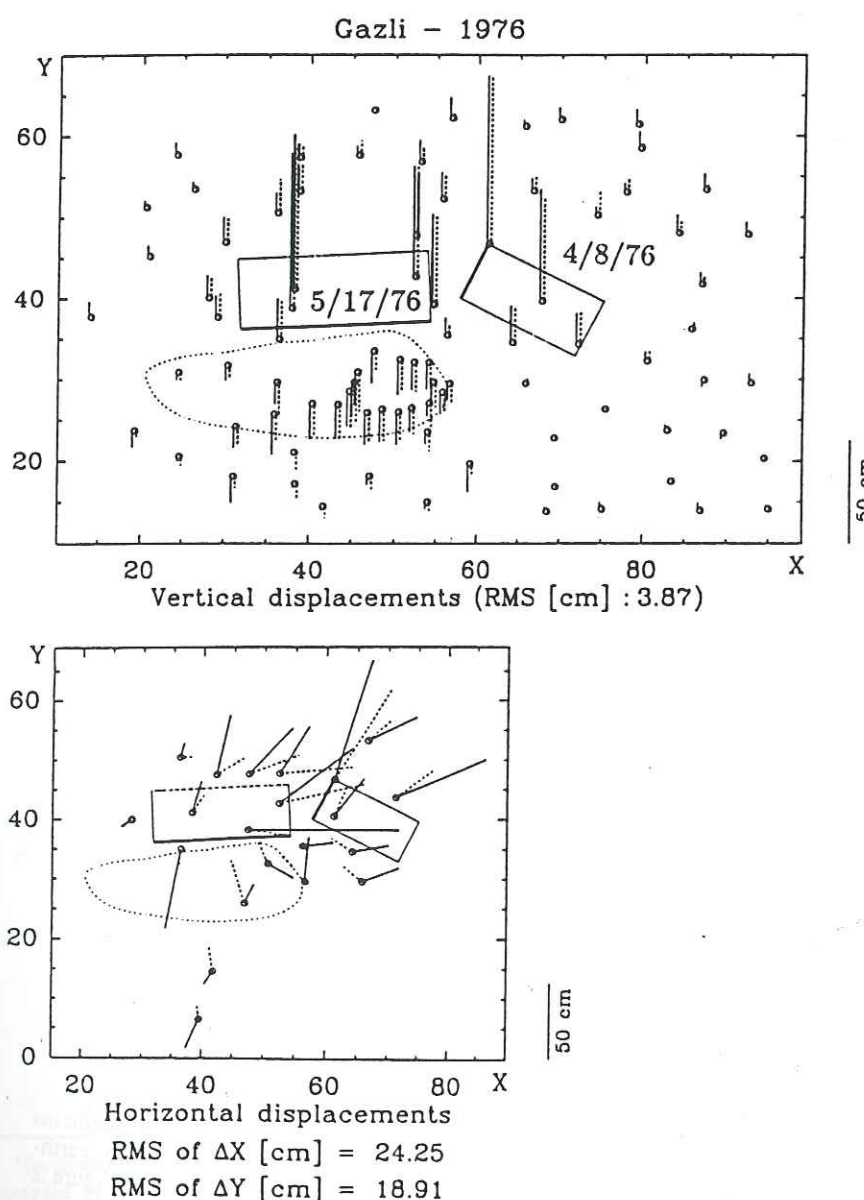 Gazli – 1976
Y
60
40
20
4/8/76
5/17/76
20
40
60
80
X
50 cm
Vertical displacements (RMS [cm] : 3.87)
Y
60
40
20
0
20
40
60
80
X
50 cm
Horizontal displacements
RMS of ΔX [cm] = 24.25
RMS of ΔY [cm] = 18.91